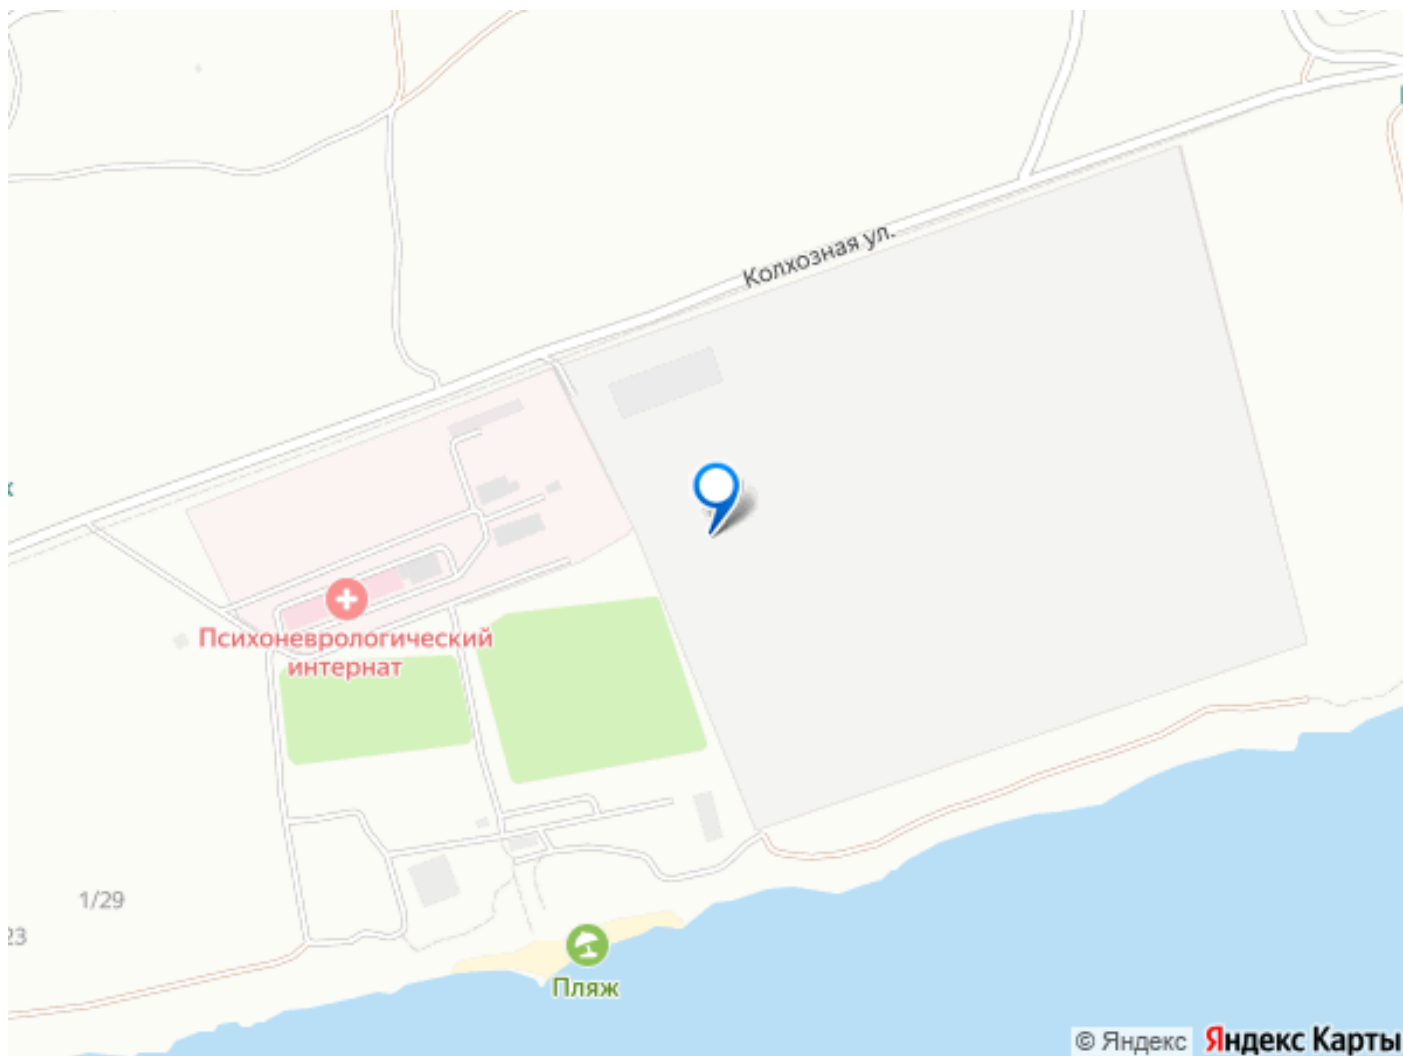 Колхозная ул.
Психоневрологический
интернат
1/29
Пляж
© Яндекс Яндекс Карты